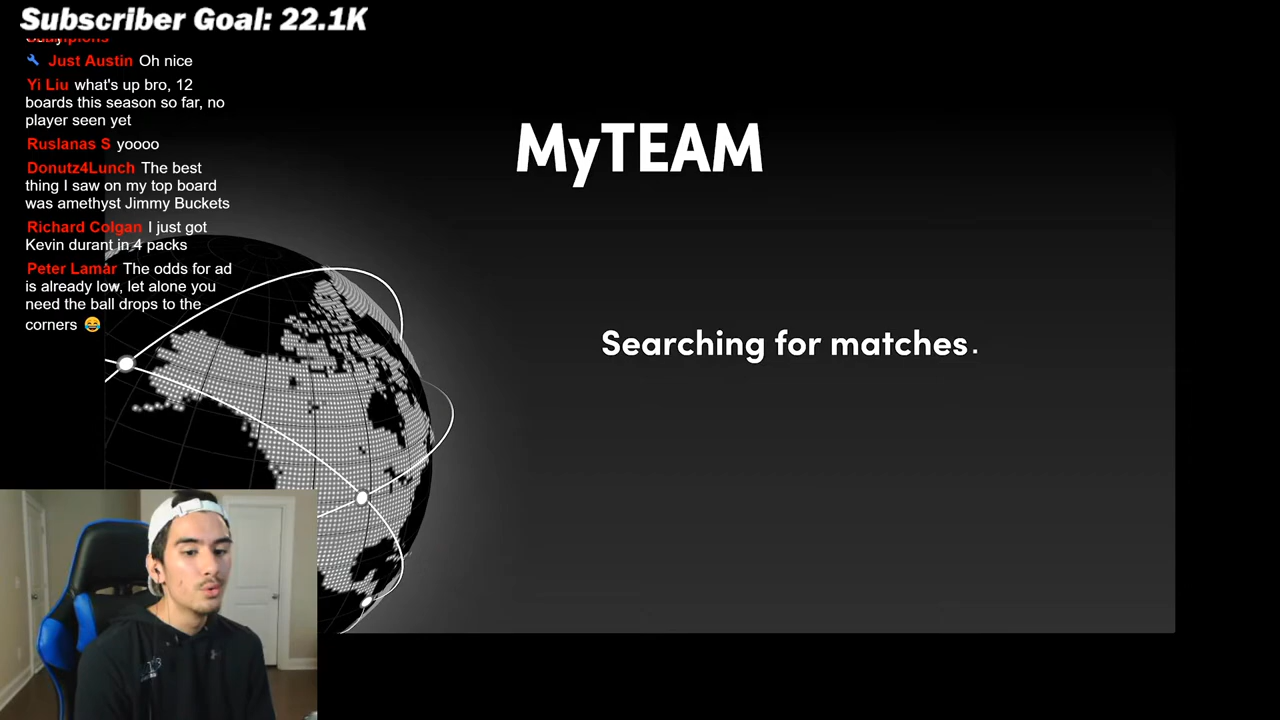 Subscriber Goal: 22.1K
Just Austin Oh nice
Yi Liu what's up bro, 12
boards this season so far, no
player seen yet
Ruslanas S yoooo
Donutz4Lunch The best
thing I saw on my top board
was amethyst Jimmy Buckets
Richard Colgan I just got
Kevin durant in 4 packs
Peter Lamar The odds for ad
is already low, let alone you
need the ball drops to the
corners 😂
MyTEAM
Searching for matches.